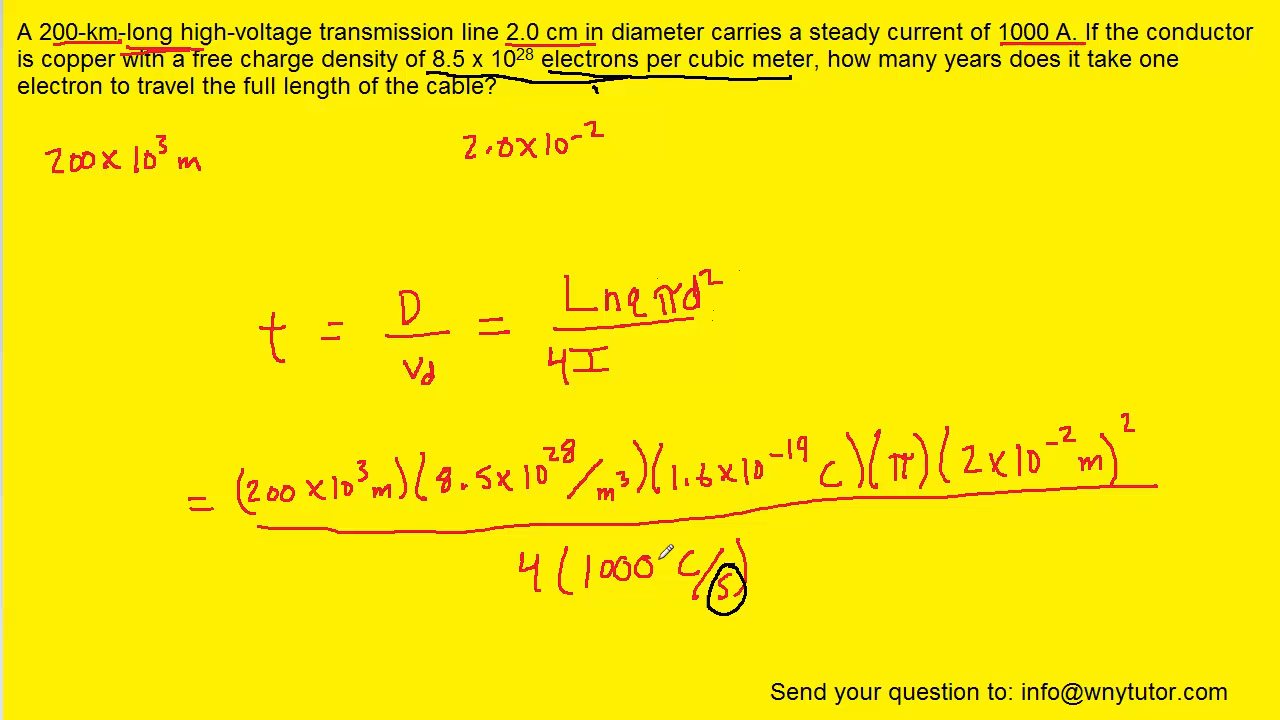 A 200-km-long high-voltage transmission line 2.0 cm in diameter carries a steady current of 1000 A. If the conductor
is copper with a free charge density of 8.5 x 10²⁸ electrons per cubic meter, how many years does it take one
electron to travel the full length of the cable?
200 x 10³ m 2.0 x 10⁻²
t = D / v_d = L n q π d² / 4 I
= (200 x 10³ m)(8.5 x 10²⁸ / m³)(1.6 x 10⁻¹⁹ C)(π)(2 x 10⁻² m)²
4 (1000 C/s)
Send your question to: info@wnytutor.com